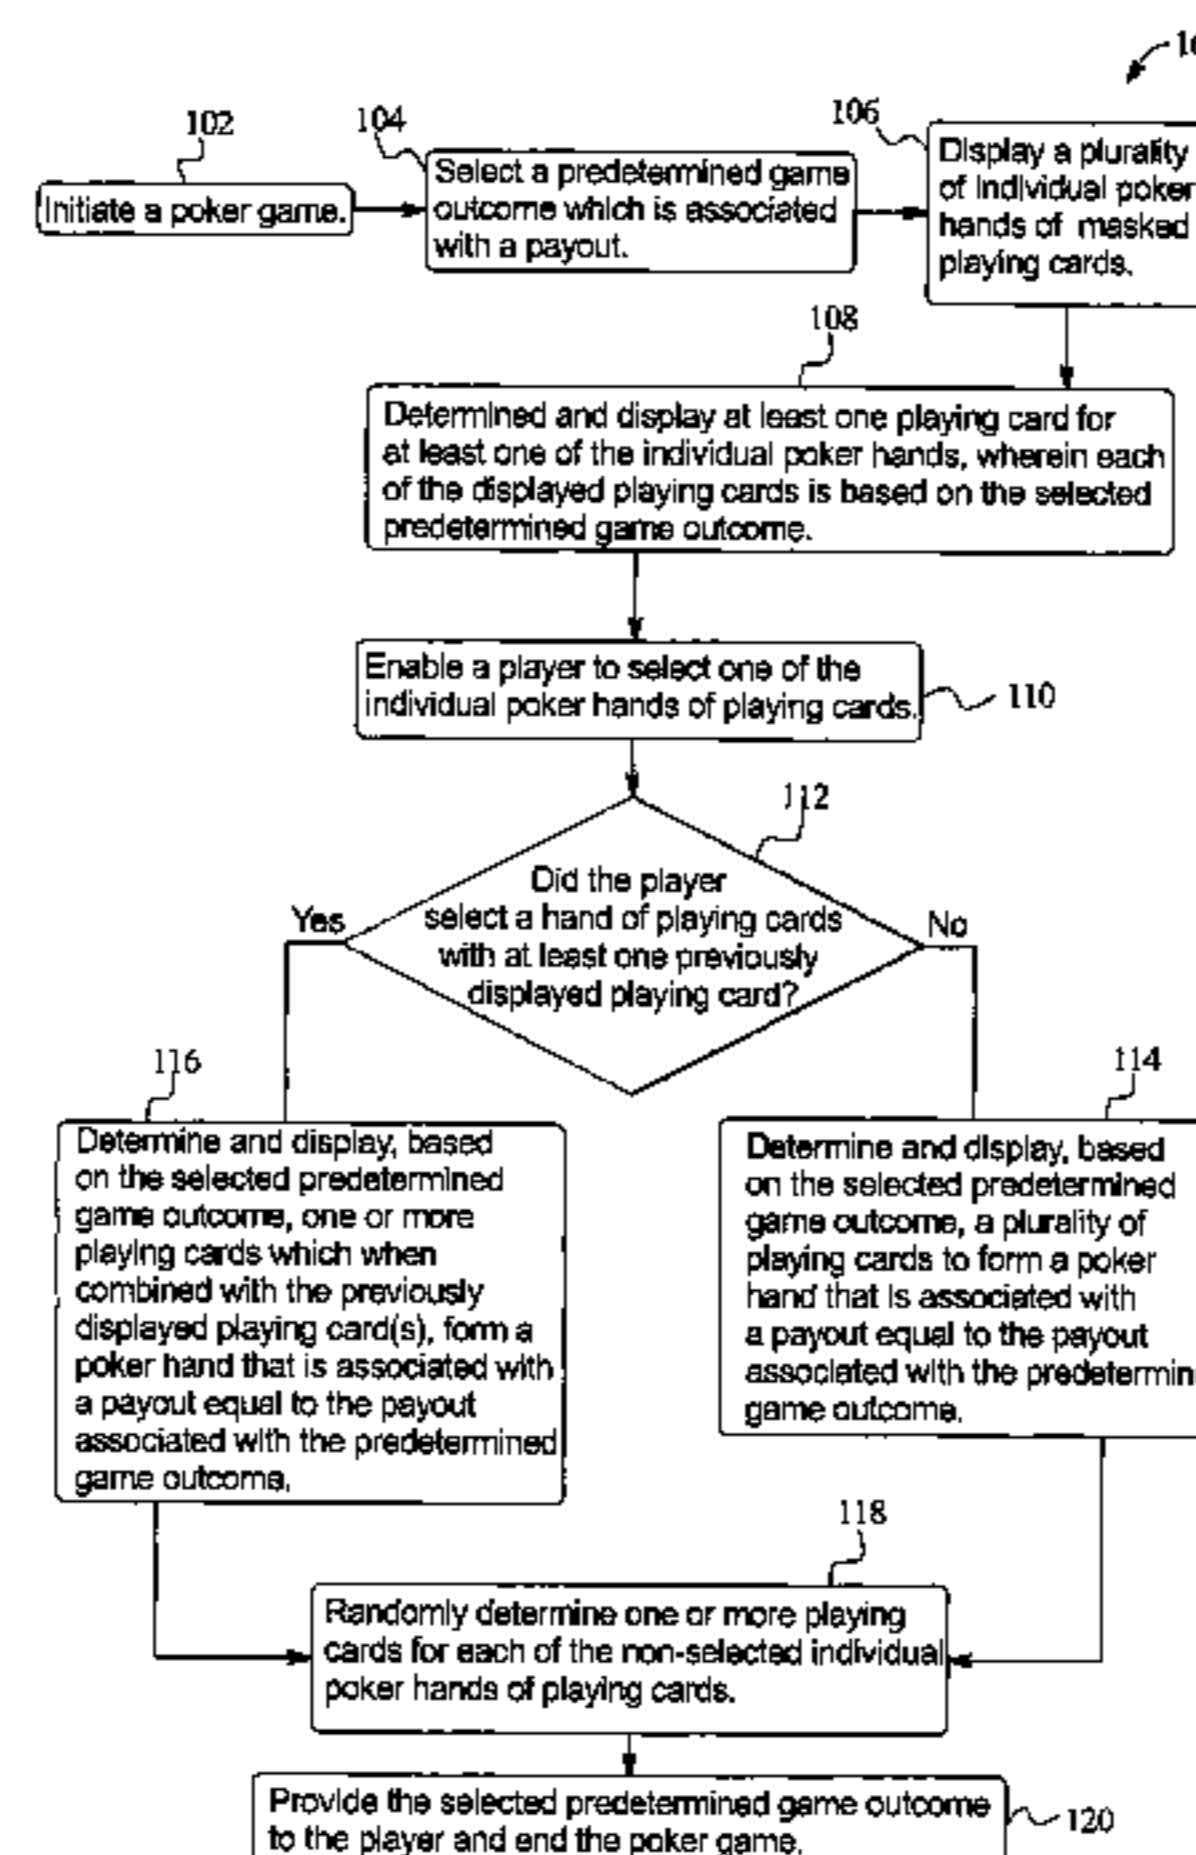 102
104
106
Initiate a poker game.
Select a predetermined game
outcome which is associated
with a payout.
Display a plurality
of individual poker
hands of masked
playing cards.
108
Determined and display at least one playing card for
at least one of the individual poker hands, wherein each
of the displayed playing cards is based on the selected
predetermined game outcome.
Enable a player to select one of the
individual poker hands of playing cards.
110
112
Did the player
select a hand of playing cards
with at least one previously
displayed playing card?
Yes
No
116
Determine and display, based
on the selected predetermined
game outcome, one or more
playing cards which when
combined with the previously
displayed playing card(s), form a
poker hand that is associated with
a payout equal to the payout
associated with the predetermined
game outcome.
114
Determine and display, based
on the selected predetermined
game outcome, a plurality of
playing cards to form a poker
hand that is associated with
a payout equal to the payout
associated with the
game outcome.
118
Randomly determine one or more playing
cards for each of the non-selected individual
poker hands of playing cards.
Provide the selected predetermined game outcome
to the player and end the poker game.
120